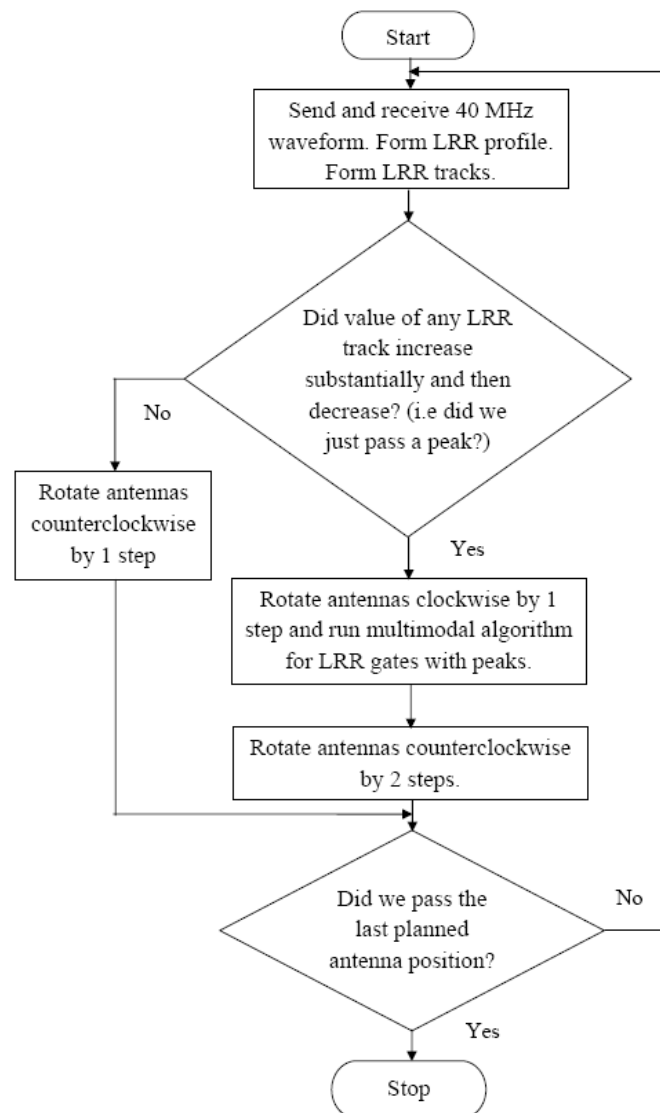 Start
Send and receive 40 MHz
waveform. Form LRR profile.
Form LRR tracks.
Did value of any LRR
track increase
substantially and then
decrease? (i.e did we
just pass a peak?)
No
Rotate antennas
counterclockwise
by 1 step
Yes
Rotate antennas clockwise by 1
step and run multimodal algorithm
for LRR gates with peaks.
Rotate antennas counterclockwise
by 2 steps.
Did we pass the
last planned
antenna position?
No
Yes
Stop